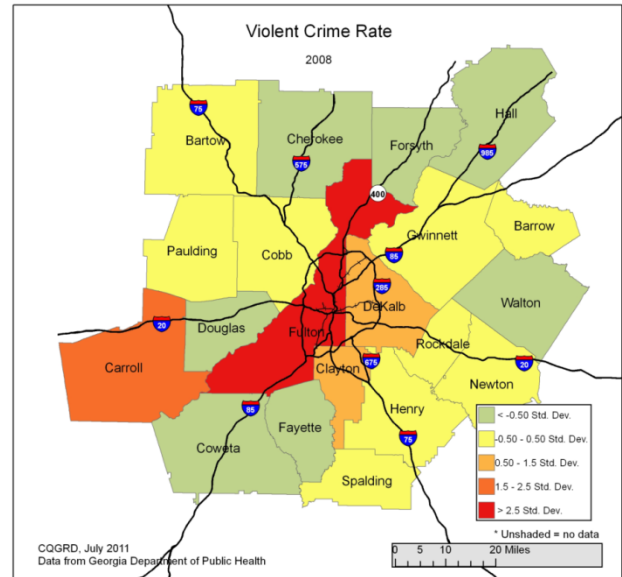 Violent Crime Rate
2008
75
Bartow
Cherokee
575
Forsyth
Hall
985
400
Paulding
Cobb
Gwinnett
85
Barrow
285
DeKalb
Walton
20
Douglas
Fulton
Carroll
Clayton
675
Rockdale
20
Newton
85
Henry
75
Fayette
Coweta
Spalding
< -0.50 Std. Dev.
-0.50 - 0.50 Std. Dev.
0.50 - 1.5 Std. Dev.
1.5 - 2.5 Std. Dev.
> 2.5 Std. Dev.
* Unshaded = no data
CQGRD, July 2011
Data from Georgia Department of Public Health
0 5 10 20 Miles